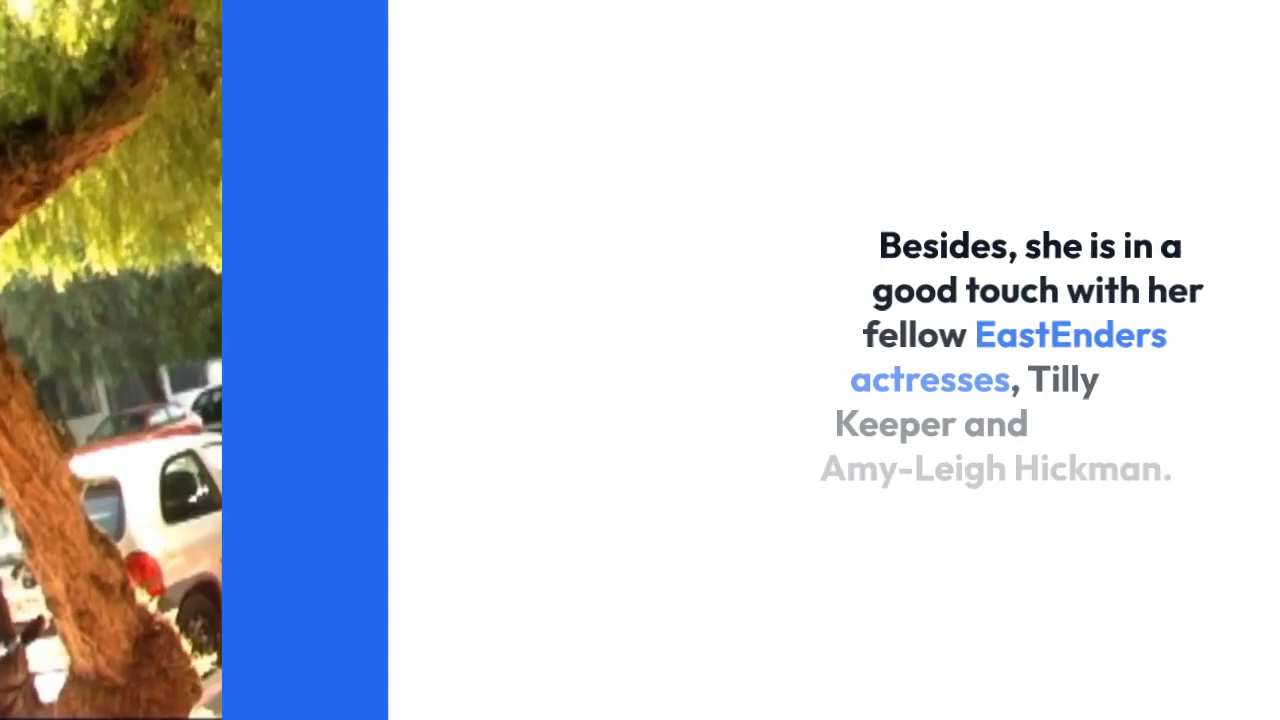 Besides, she is in a
good touch with her
fellow EastEnders
actresses, Tilly
Keeper and
Amy-Leigh Hickman.